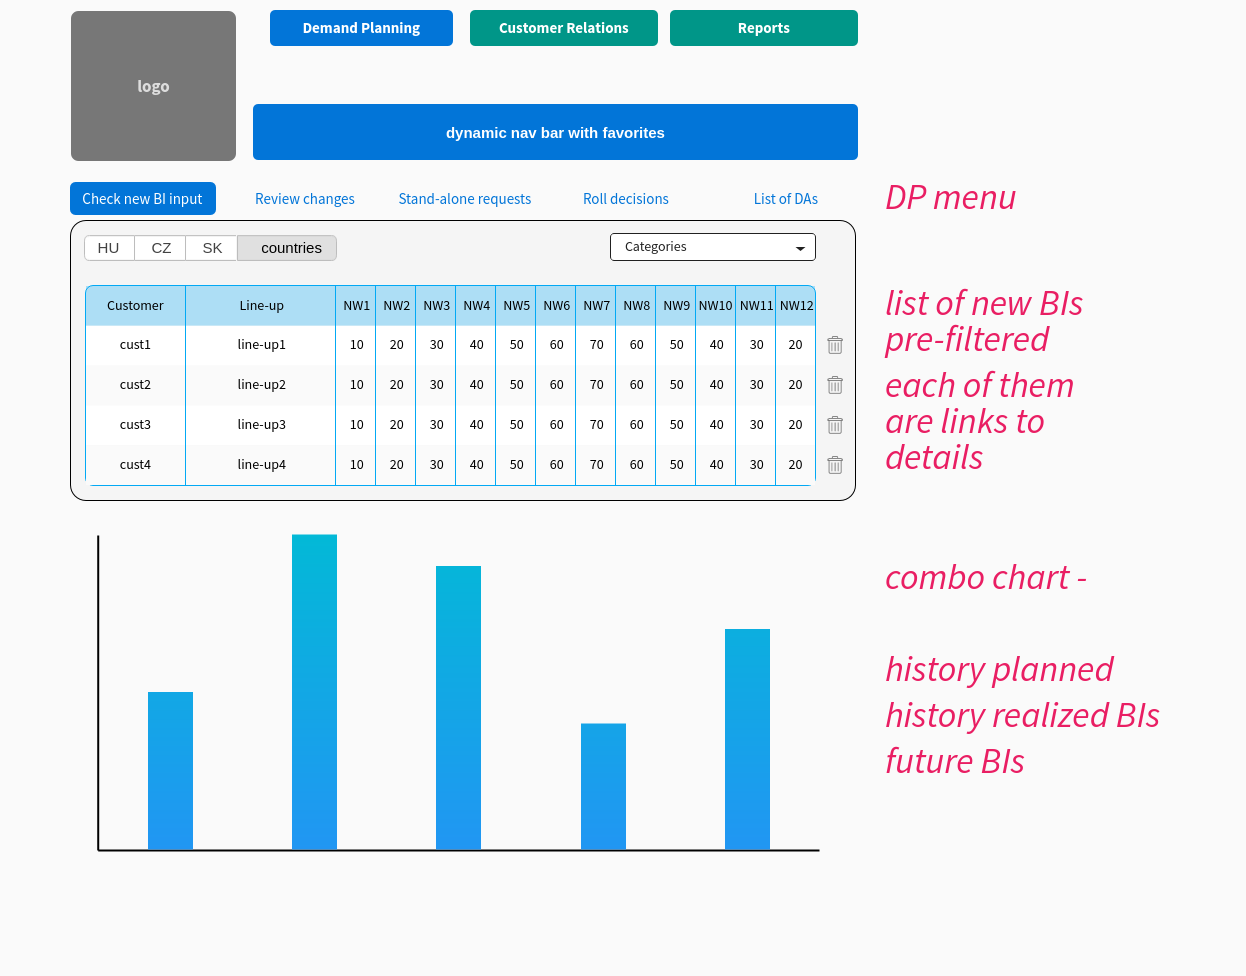 logo
Demand Planning Customer Relations Reports
dynamic nav bar with favorites
Check new BI input Review changes Stand-alone requests Roll decisions List of DAs
DP menu
HU CZ SK countries Categories
Customer Line-up NW1 NW2 NW3 NW4 NW5 NW6 NW7 NW8 NW9 NW10 NW11 NW12
cust1 line-up1 10 20 30 40 50 60 70 60 50 40 30 20
cust2 line-up2 10 20 30 40 50 60 70 60 50 40 30 20
cust3 line-up3 10 20 30 40 50 60 70 60 50 40 30 20
cust4 line-up4 10 20 30 40 50 60 70 60 50 40 30 20
list of new BIs
pre-filtered
each of them
are links to
details
combo chart -
history planned
history realized BIs
future BIs